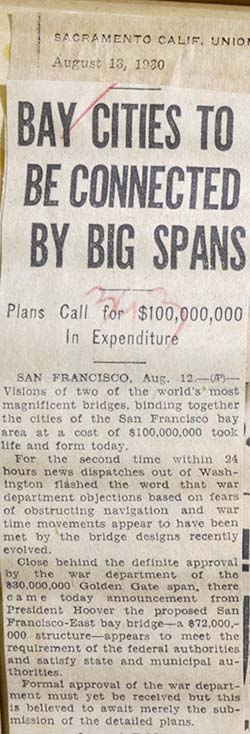 SACRAMENTO CALIF. UNION
August 13, 1930
BAY CITIES TO
BE CONNECTED
BY BIG SPANS
Plans Call for $100,000,000
In Expenditure
SAN FRANCISCO, Aug. 12.—(AP)—
Visions of two of the world's most
magnificent bridges, binding together
the cities of the San Francisco bay
area at a cost of $100,000,000 took
life and form today.
For the second time within 24
hours news dispatches out of Wash-
ington flashed the word that war
department objections based on fears
of obstructing navigation and war
time movements appear to have been
met by the bridge designs recently
evolved.
Close behind the definite approval
by the war department of the
$30,000,000 Golden Gate span, there
came today announcement from
President Hoover the proposed San
Francisco-East bay bridge—a $72,000,-
000 structure—appears to meet the
requirement of the federal authorities
and satisfy state and municipal au-
thorities.
Formal approval of the war depart-
ment must yet be received but this
is believed to await merely the sub-
mission of the detailed plans.